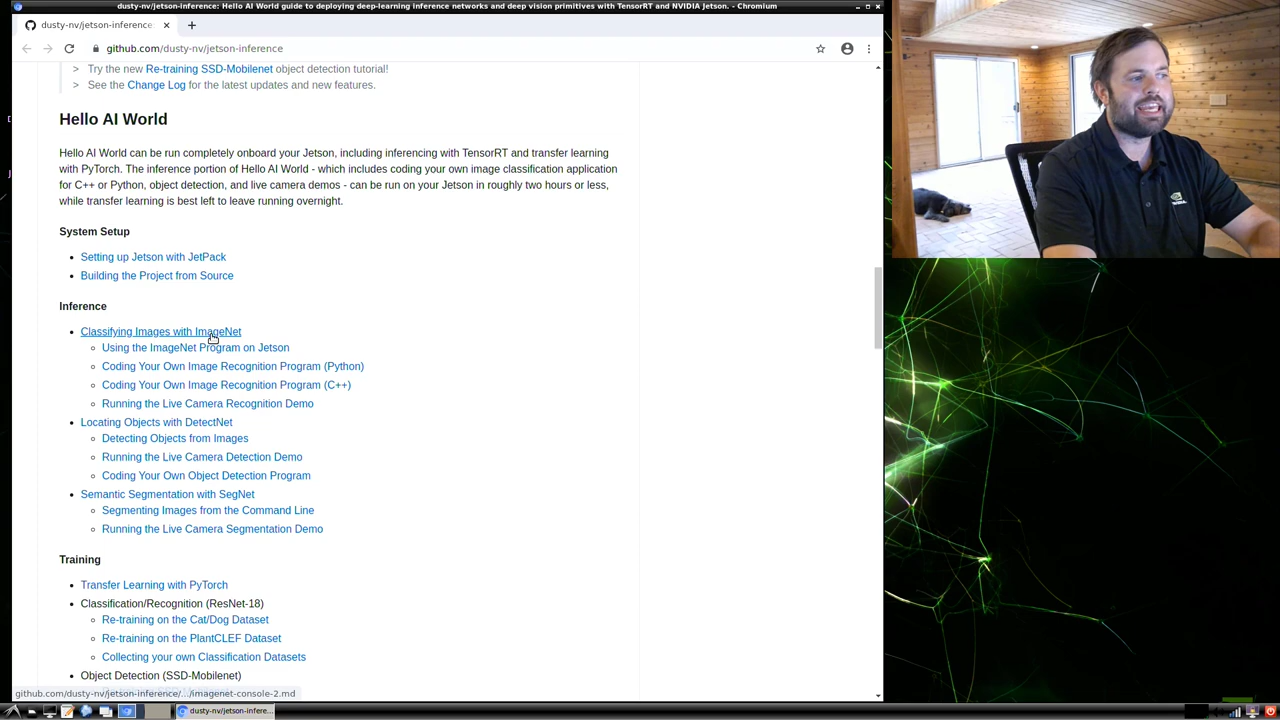 dusty-nv/jetson-inference: Hello AI World guide to deploying deep-learning inference networks and deep vision primitives with TensorRT and NVIDIA Jetson. - Chromium
dusty-nv/jetson-inference
github.com/dusty-nv/jetson-inference
> Try the new Re-training SSD-Mobilenet object detection tutorial!
> See the Change Log for the latest updates and new features.
Hello AI World
Hello AI World can be run completely onboard your Jetson, including inferencing with TensorRT and transfer learning
with PyTorch. The inference portion of Hello AI World - which includes coding your own image classification application
for C++ or Python, object detection, and live camera demos - can be run on your Jetson in roughly two hours or less,
while transfer learning is best left to leave running overnight.
System Setup
• Setting up Jetson with JetPack
• Building the Project from Source
Inference
• Classifying Images with ImageNet
◦ Using the ImageNet Program on Jetson
◦ Coding Your Own Image Recognition Program (Python)
◦ Coding Your Own Image Recognition Program (C++)
◦ Running the Live Camera Recognition Demo
• Locating Objects with DetectNet
◦ Detecting Objects from Images
◦ Running the Live Camera Detection Demo
◦ Coding Your Own Object Detection Program
• Semantic Segmentation with SegNet
◦ Segmenting Images from the Command Line
◦ Running the Live Camera Segmentation Demo
Training
• Transfer Learning with PyTorch
• Classification/Recognition (ResNet-18)
◦ Re-training on the Cat/Dog Dataset
◦ Re-training on the PlantCLEF Dataset
◦ Collecting your own Classification Datasets
• Object Detection (SSD-Mobilenet)
github.com/dusty-nv/jetson-inference/.../imagenet-console-2.md
dusty-nv/jetson-infere...